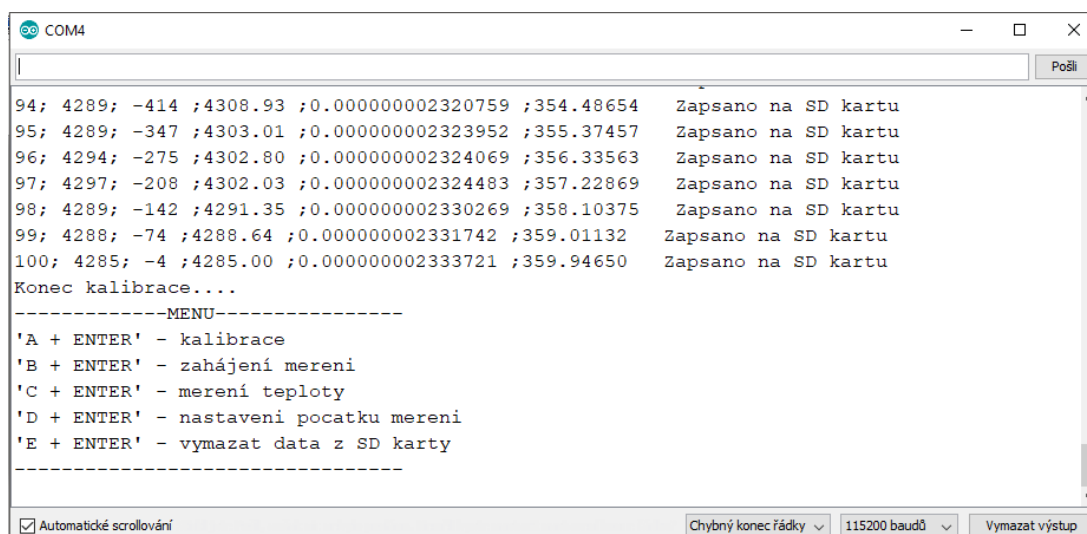 COM4
Pošli
94; 4289; -414 ;4308.93 ;0.000000002320759 ;354.48654   Zapsano na SD kartu
95; 4289; -347 ;4303.01 ;0.000000002323952 ;355.37457   Zapsano na SD kartu
96; 4294; -275 ;4302.80 ;0.000000002324069 ;356.33563   Zapsano na SD kartu
97; 4297; -208 ;4302.03 ;0.000000002324483 ;357.22869   Zapsano na SD kartu
98; 4289; -142 ;4291.35 ;0.000000002330269 ;358.10375   Zapsano na SD kartu
99; 4288; -74 ;4288.64 ;0.000000002331742 ;359.01132   Zapsano na SD kartu
100; 4285; -4 ;4285.00 ;0.000000002333721 ;359.94650   Zapsano na SD kartu
Konec kalibrace....
-------------MENU----------------
'A + ENTER' - kalibrace
'B + ENTER' - zahájení mereni
'C + ENTER' - merení teploty
'D + ENTER' - nastaveni pocatku mereni
'E + ENTER' - vymazat data z SD karty
---------------------------------
Automatické scrollování
Chybný konec řádky
115200 baudů
Vymazat výstup